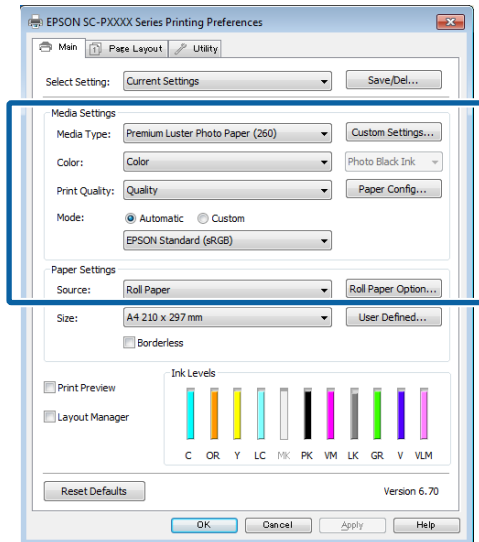 EPSON SC-PXXXX Series Printing Preferences
Main Page Layout Utility
Select Setting: Current Settings Save/Del...
Media Settings
Media Type: Premium Luster Photo Paper (260) Custom Settings...
Color: Color Photo Black Ink
Print Quality: Quality Paper Config...
Mode: Automatic Custom
EPSON Standard (sRGB)
Paper Settings
Source: Roll Paper Roll Paper Option...
Size: A4 210 x 297 mm User Defined...
Borderless
Ink Levels
Print Preview
Layout Manager
C OR Y LC MK PK VM LK GR V VLM
Reset Defaults Version 6.70
OK Cancel Apply Help